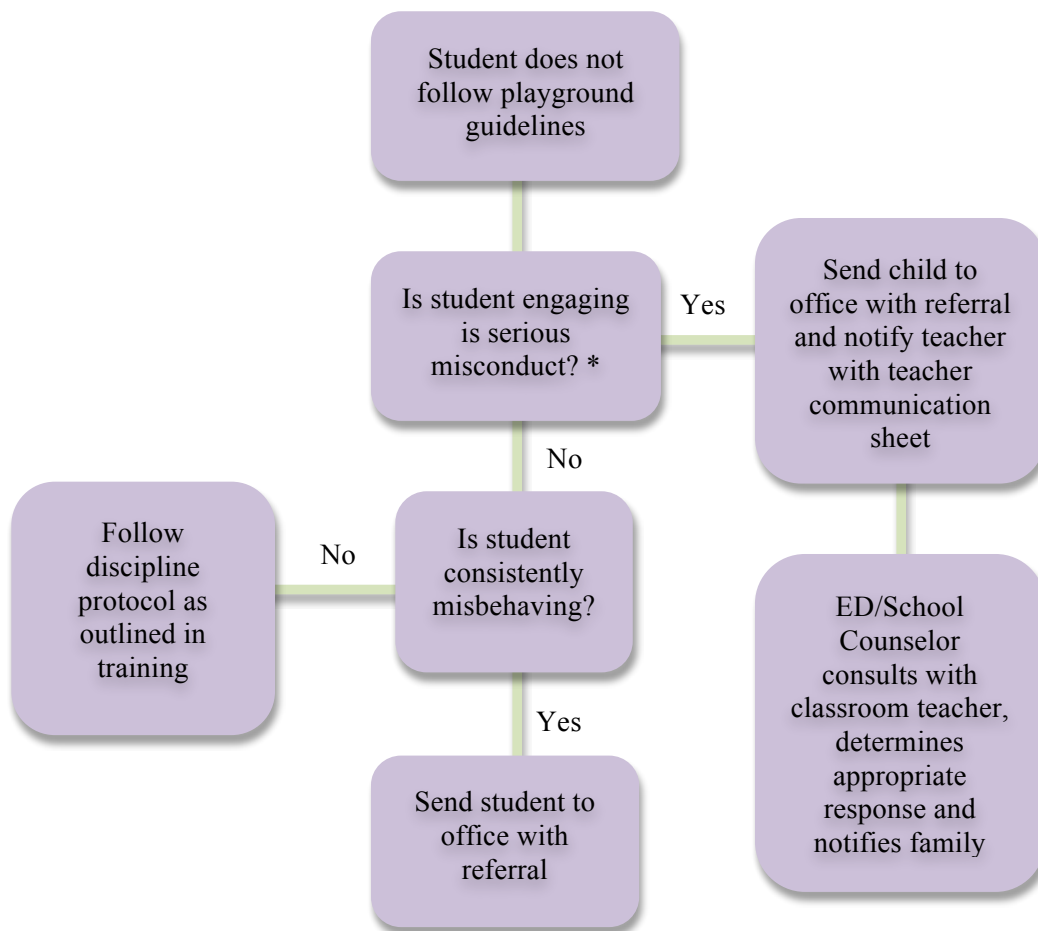 Student does not
follow playground
guidelines
Is student engaging
is serious
misconduct? *
Yes
Send child to
office with referral
and notify teacher
with teacher
communication
sheet
No
Follow
discipline
protocol as
outlined in
training
No
Is student
consistently
misbehaving?
ED/School
Counselor
consults with
classroom teacher,
determines
appropriate
response and
notifies family
Yes
Send student to
office with
referral